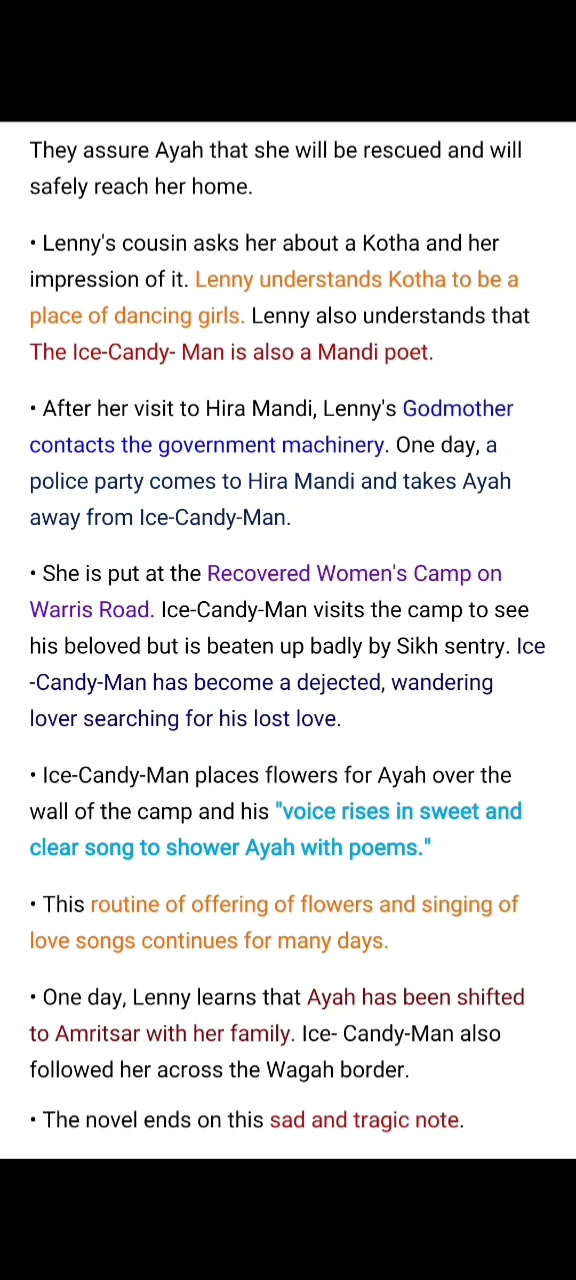 They assure Ayah that she will be rescued and will
safely reach her home.
• Lenny's cousin asks her about a Kotha and her
impression of it. Lenny understands Kotha to be a
place of dancing girls. Lenny also understands that
The Ice-Candy- Man is also a Mandi poet.
• After her visit to Hira Mandi, Lenny's Godmother
contacts the government machinery. One day, a
police party comes to Hira Mandi and takes Ayah
away from Ice-Candy-Man.
• She is put at the Recovered Women's Camp on
Warris Road. Ice-Candy-Man visits the camp to see
his beloved but is beaten up badly by Sikh sentry. Ice
-Candy-Man has become a dejected, wandering
lover searching for his lost love.
• Ice-Candy-Man places flowers for Ayah over the
wall of the camp and his "voice rises in sweet and
clear song to shower Ayah with poems."
• This routine of offering of flowers and singing of
love songs continues for many days.
• One day, Lenny learns that Ayah has been shifted
to Amritsar with her family. Ice- Candy-Man also
followed her across the Wagah border.
• The novel ends on this sad and tragic note.